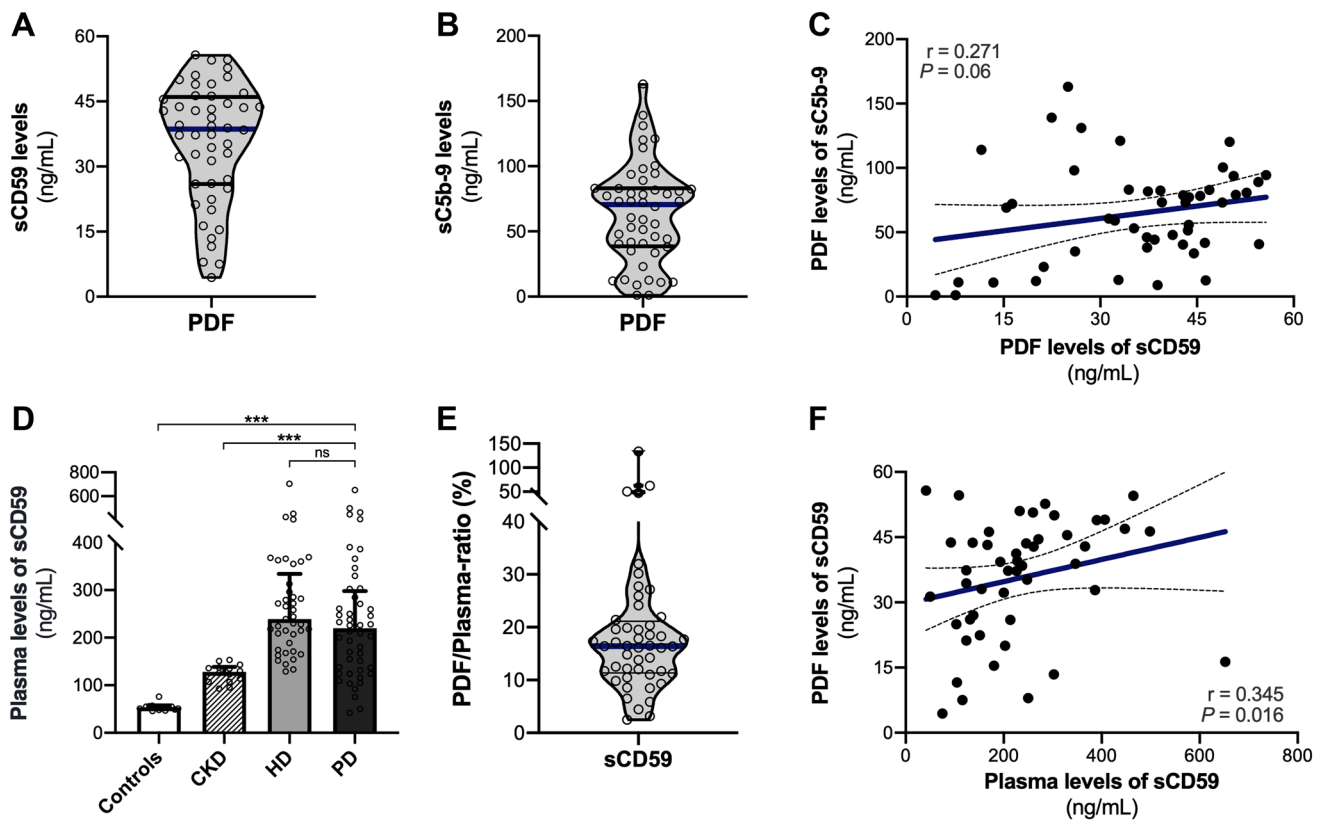 A
sCD59 levels
(ng/mL)
60
45
30
15
0
PDF
B
sC5b-9 levels
(ng/mL)
200
150
100
50
0
PDF
C
PDF levels of sC5b-9
(ng/mL)
200
150
100
50
0
r = 0.271
P = 0.06
0 15 30 45 60
PDF levels of sCD59
(ng/mL)
D
Plasma levels of sCD59
(ng/mL)
800
600
400
300
200
100
0
***
***
ns
Controls
CKD
HD
PD
E
PDF/Plasma-ratio (%)
150
100
50
40
30
20
10
0
sCD59
F
PDF levels of sCD59
(ng/mL)
60
45
30
15
0
r = 0.345
P = 0.016
0 200 400 600 800
Plasma levels of sCD59
(ng/mL)